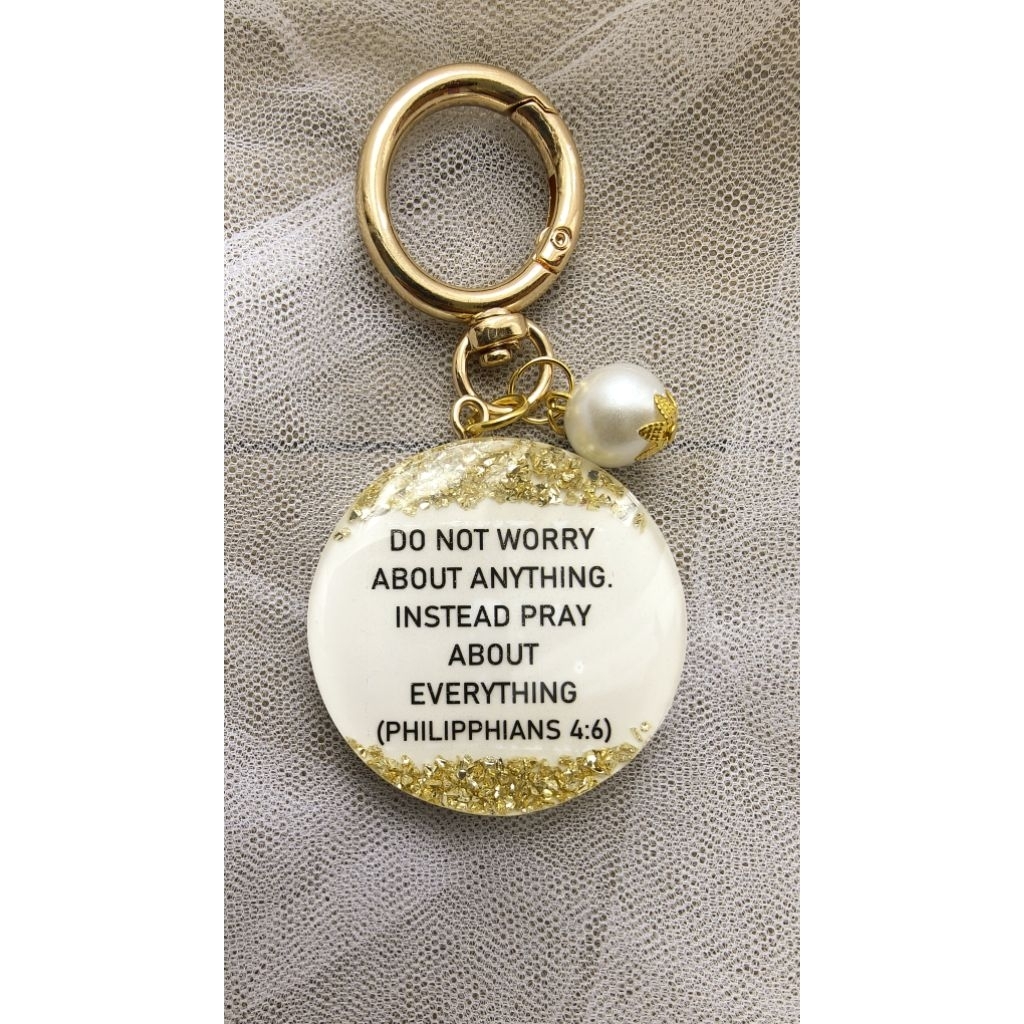 DO NOT WORRY
ABOUT ANYTHING.
INSTEAD PRAY
ABOUT
EVERYTHING
(PHILIPPHIANS 4:6)